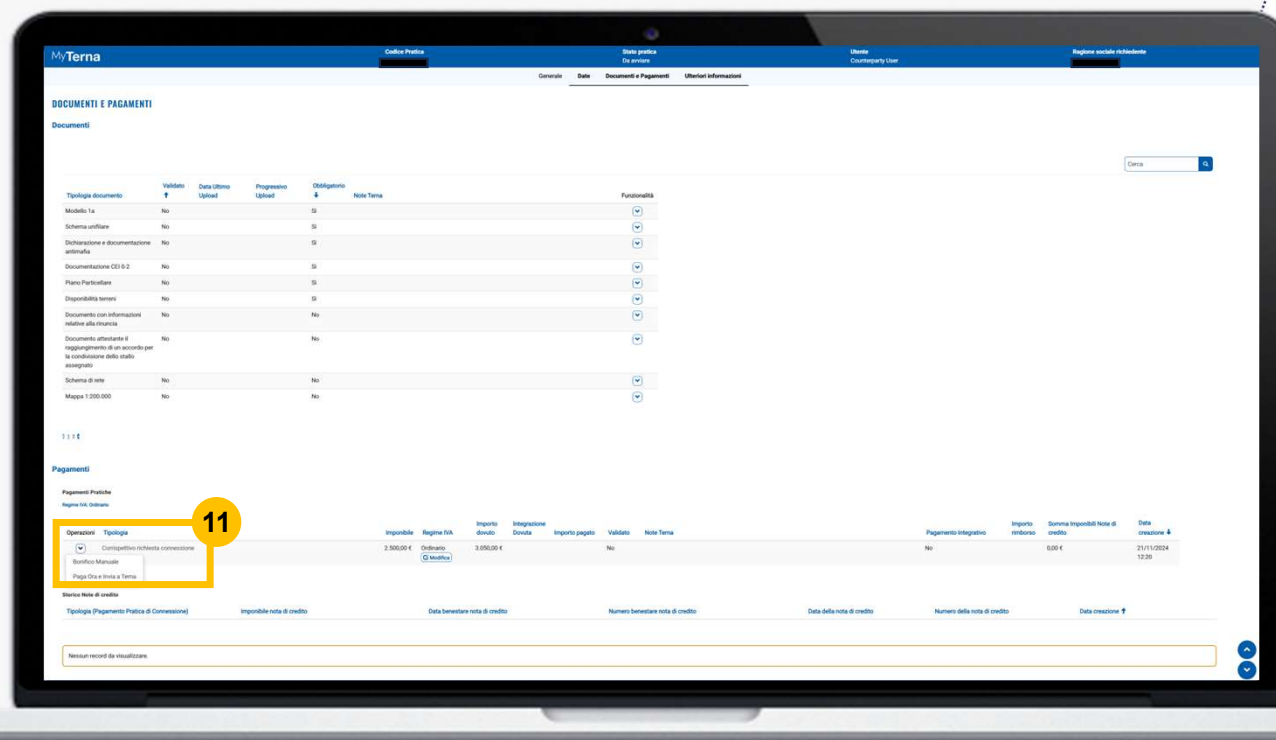 MyTerna
Codice Pratica
Stato pratica
Da avviare
Utente
Counterparty User
Ragione sociale richiedente
Generale Date Documenti e Pagamenti Ulteriori informazioni
DOCUMENTI E PAGAMENTI
Documenti
Cerca
Tipologia documento Validato Data Ultimo Upload Progressivo Upload Obbligatorio Note Terna Funzionalità
Modello 1a No Si
Schema unifilare No Si
Dichiarazione e documentazione No Si
antimafia
Documentazione CEI 0-2 No Si
Piano Particellare No Si
Disponibilità terreni No Si
Documento con informazioni No No
relative alla rinuncia
Documento attestante il No No
raggiungimento di un accordo per
la condivisione dello stallo
assegnato
Schema di rete No No
Mappa 1:200.000 No No
Pagamenti
Pagamenti Pratiche
Regime IVA: Ordinario
11
Operazioni Tipologia Imponibile Regime IVA Importo dovuto Integrazione Dovuta Importo pagato Validato Note Terna Pagamento Integrativo Importo rimborso Somma Imponibili Note di credito Data creazione
Corrispettivo richiesta connessione 2.500,00 € Ordinario 3.050,00 € No No 0,00 € 21/11/2024
Modifica 12:20
Bonifico Manuale
Paga Ora e Invia a Terna
Storico Note di credito
Tipologia (Pagamento Pratica di Connessione) Imponibile nota di credito Data benestare nota di credito Numero benestare nota di credito Data della nota di credito Numero della nota di credito Data creazione
Nessun record da visualizzare.